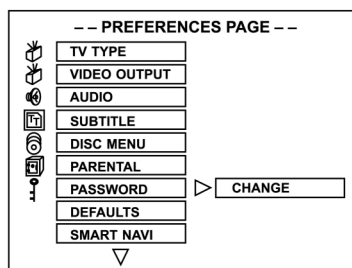 -- PREFERENCES PAGE --
TV TYPE
VIDEO OUTPUT
AUDIO
SUBTITLE
DISC MENU
PARENTAL
PASSWORD CHANGE
DEFAULTS
SMART NAVI